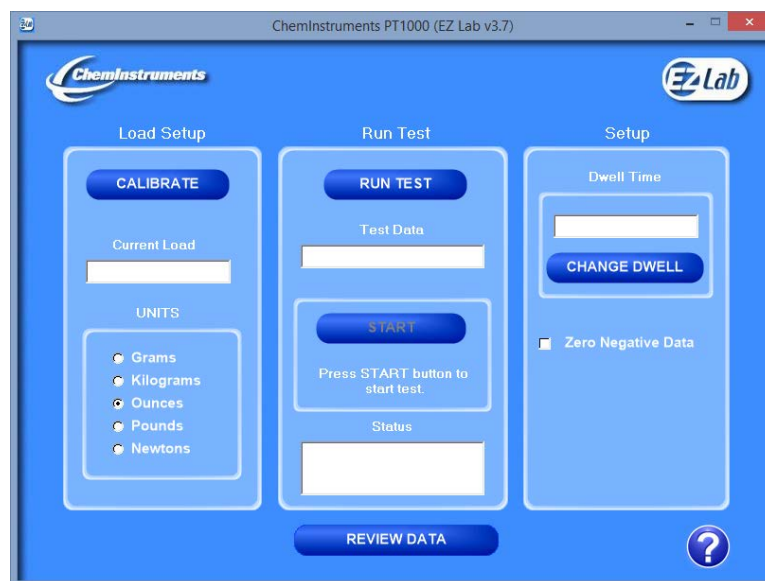 ChemInstruments PT1000 (EZ Lab v3.7)
ChemInstruments
EZ Lab
Load Setup
CALIBRATE
Current Load
UNITS
Grams
Kilograms
Ounces
Pounds
Newtons
Run Test
RUN TEST
Test Data
START
Press START button to
start test.
Status
Setup
Dwell Time
CHANGE DWELL
Zero Negative Data
REVIEW DATA
?